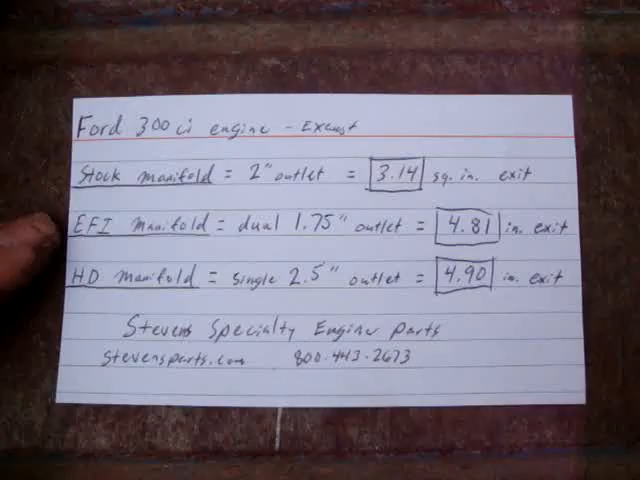 Ford 300 ci engine - Exaust
Stock manifold = 2" outlet = 3.14 sq. in. exit
EFI manifold = dual 1.75" outlet = 4.81 in. exit
HD manifold = single 2.5" outlet = 4.90 in. exit
Stevens Specialty Engine Parts
stevensparts.com 800-443-2673